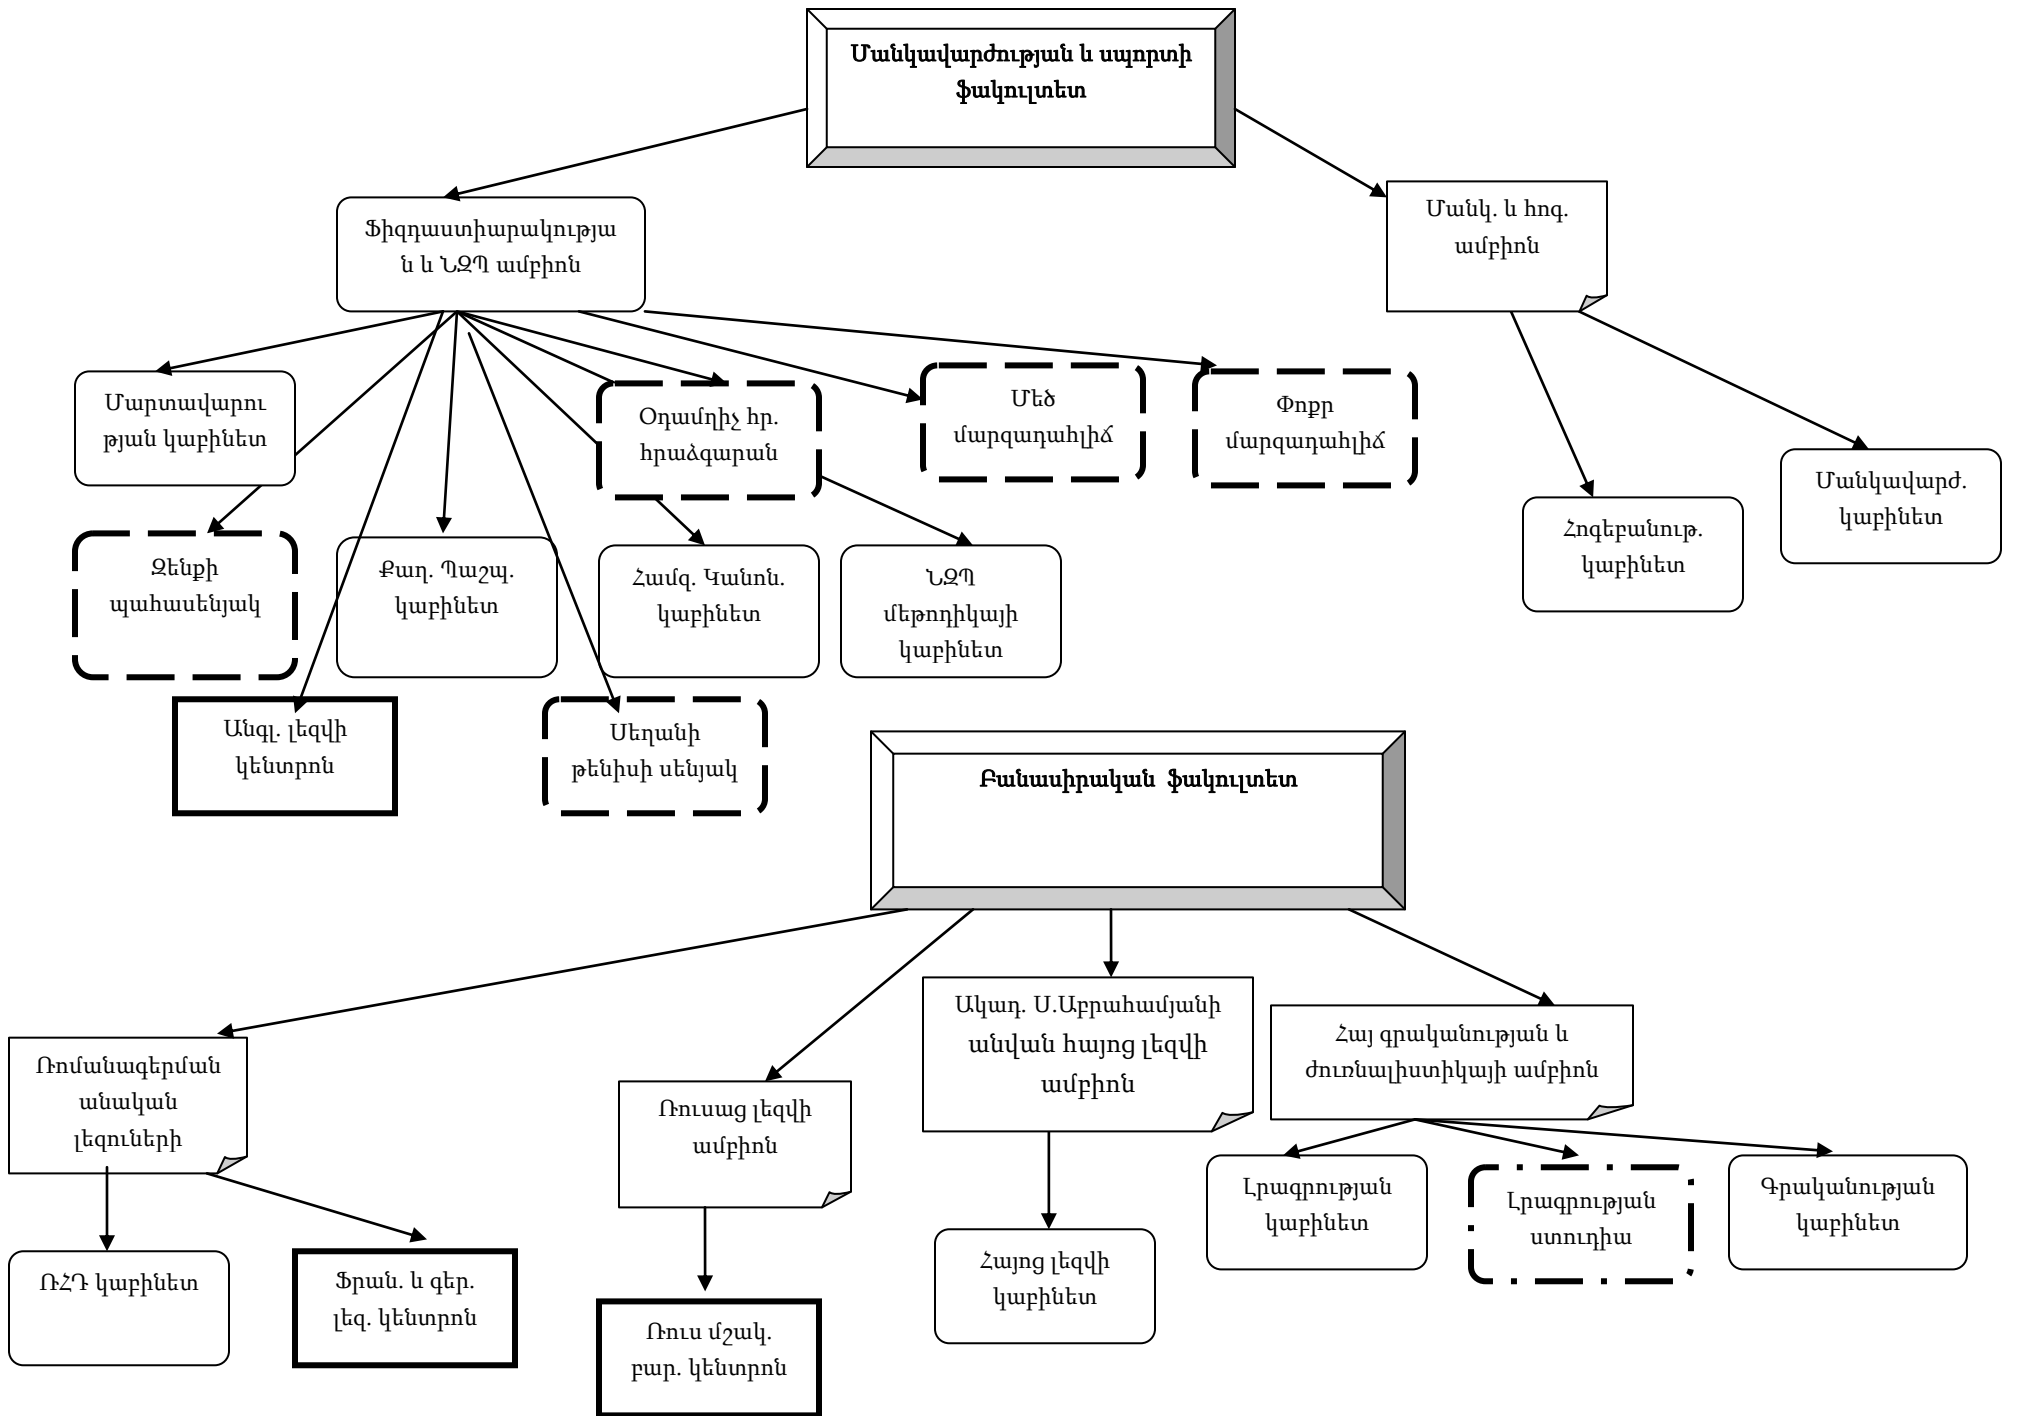 Մանկավարժության և սպորտի
ֆակուլտետ
Ֆիզդաստիարակությա
ն և ՆԶՊ ամբիոն
Մանկ. և հոգ.
ամբիոն
Մարտավարու
թյան կաբինետ
Օդամղիչ հր.
հրաձգարան
Մեծ
մարզադահլիճ
Փոքր
մարզադահլիճ
Հոգեբանութ.
կաբինետ
Մանկավարժ.
կաբինետ
Զենքի
պահասենյակ
Քաղ. Պաշպ.
կաբինետ
Համզ. Կանոն.
կաբինետ
ՆԶՊ
մեթոդիկայի
կաբինետ
Անգլ. լեզվի
կենտրոն
Սեղանի
թենիսի սենյակ
Բանասիրական ֆակուլտետ
Ռոմանագերման
անական
լեզուների
Ռուսաց լեզվի
ամբիոն
Ակադ. Ս.Աբրահամյանի
անվան հայոց լեզվի
ամբիոն
Հայ գրականության և
ժուռնալիստիկայի ամբիոն
ՌՀԴ կաբինետ
Ֆրան. և գեր.
լեզ. կենտրոն
Ռուս մշակ.
բար. կենտրոն
Հայոց լեզվի
կաբինետ
Լրագրության
կաբինետ
Լրագրության
ստուդիա
Գրականության
կաբինետ